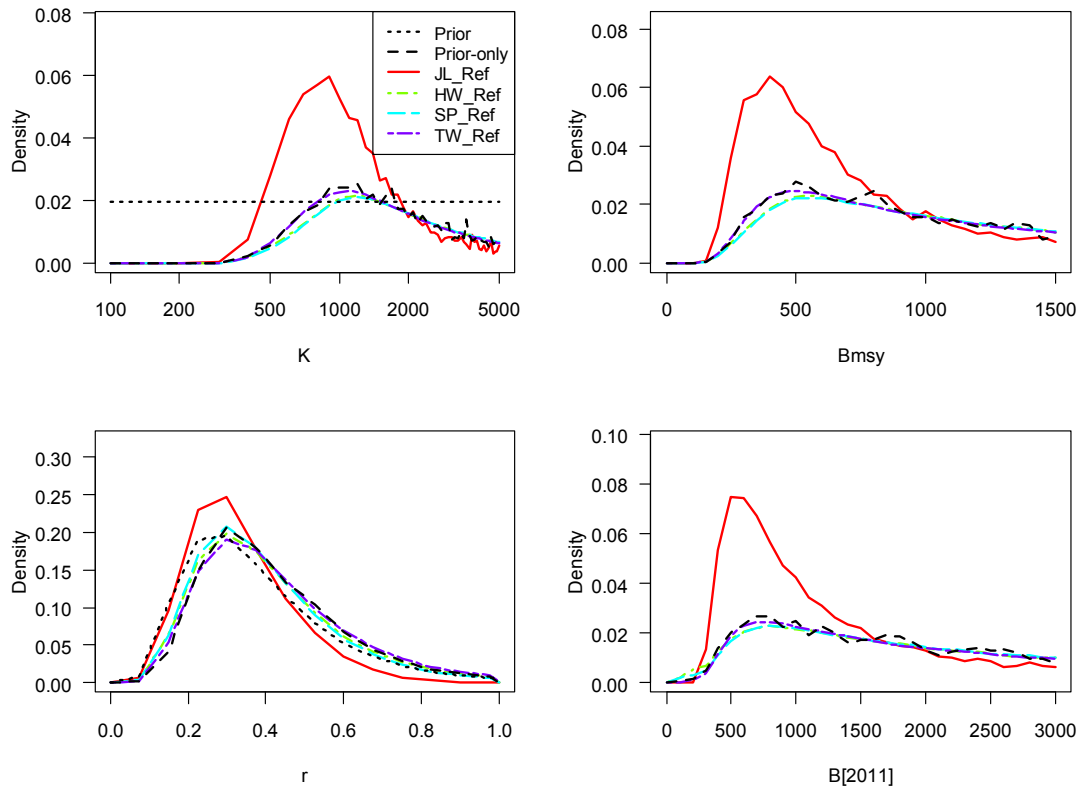 0.08
0.06
0.04
0.02
0.00
Density
100 200 500 1000 2000 5000
K
Prior
Prior-only
JL_Ref
HW_Ref
SP_Ref
TW_Ref
0.08
0.06
0.04
0.02
0.00
Density
0 500 1000 1500
Bmsy
0.30
0.25
0.20
0.15
0.10
0.05
0.00
Density
0.0 0.2 0.4 0.6 0.8 1.0
r
0.10
0.08
0.06
0.04
0.02
0.00
Density
0 500 1000 1500 2000 2500 3000
B[2011]